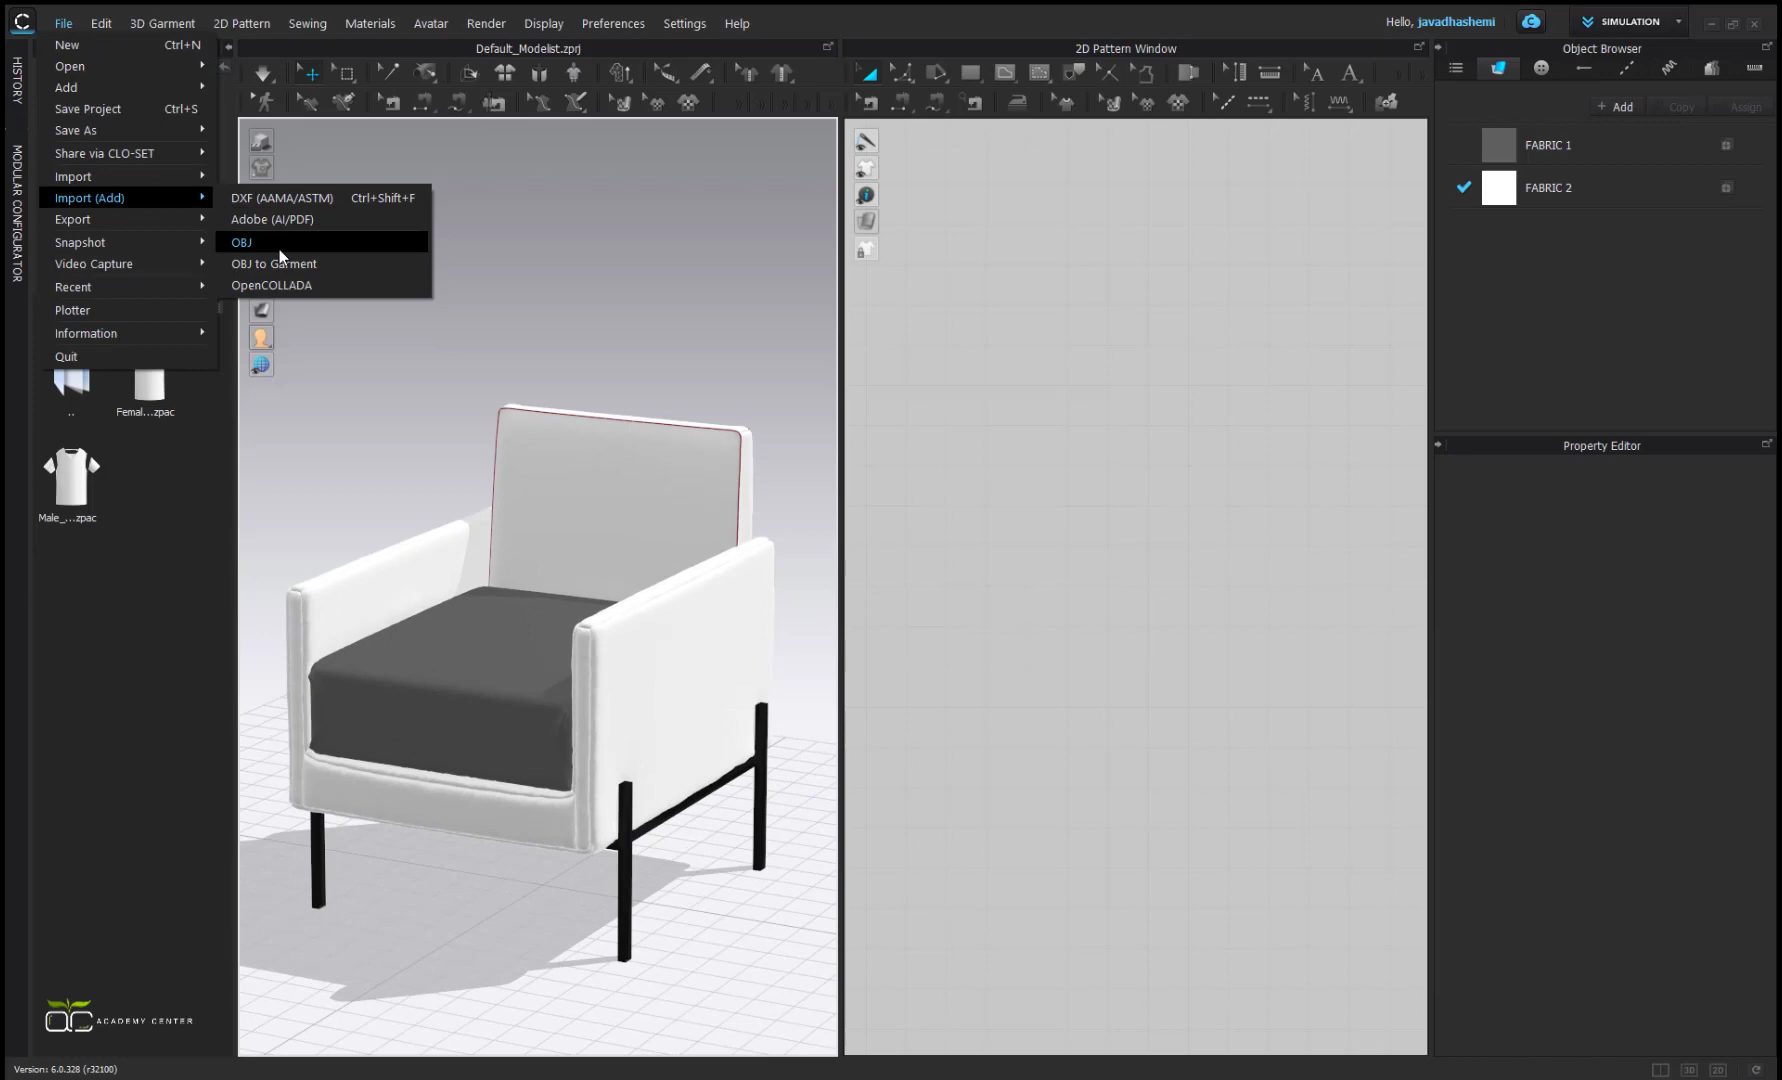 File Edit 3D Garment 2D Pattern Sewing Materials Avatar Render Display Preferences Settings Help
Hello, javadhashemi
SIMULATION
Default_Modelist.zprj
2D Pattern Window
Object Browser
HISTORY
MODULAR CONFIGURATOR
New Ctrl+N
Open
Add
Save Project Ctrl+S
Save As
Share via CLO-SET
Import
Import (Add)
Export
Snapshot
Video Capture
Recent
Plotter
Information
Quit
DXF (AAMA/ASTM) Ctrl+Shift+F
Adobe (AI/PDF)
OBJ
OBJ to Garment
OpenCOLLADA
+ Add Copy Assign
FABRIC 1
FABRIC 2
Property Editor
.. Femal...zpac
Male_...zpac
ac ACADEMY CENTER
Version: 6.0.328 (r32100)
3D 2D